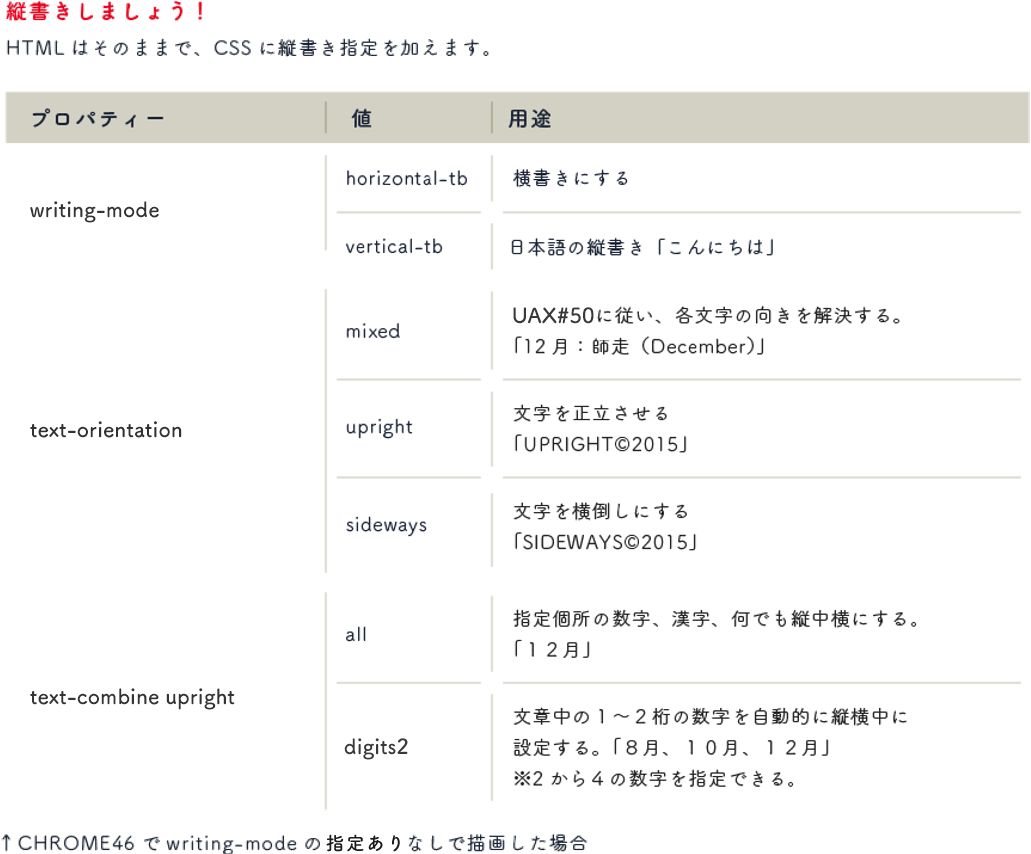 縦書きしましょう！
HTML はそのままで、CSS に縦書き指定を加えます。
プロパティー 値 用途
writing-mode
horizontal-tb 横書きにする
vertical-tb 日本語の縦書き「こんにちは」
text-orientation
mixed UAX#50に従い、各文字の向きを解決する。
「12 月：師走（December）」
upright 文字を正立させる
「UPRIGHT©2015」
sideways 文字を横倒しにする
「SIDEWAYS©2015」
text-combine upright
all 指定個所の数字、漢字、何でも縦中横にする。
「１２月」
digits2 文章中の１〜２桁の数字を自動的に縦横中に
設定する。「８月、１０月、１２月」
※2 から４の数字を指定できる。
↑CHROME46 で writing-mode の 指定ありなしで描画した場合